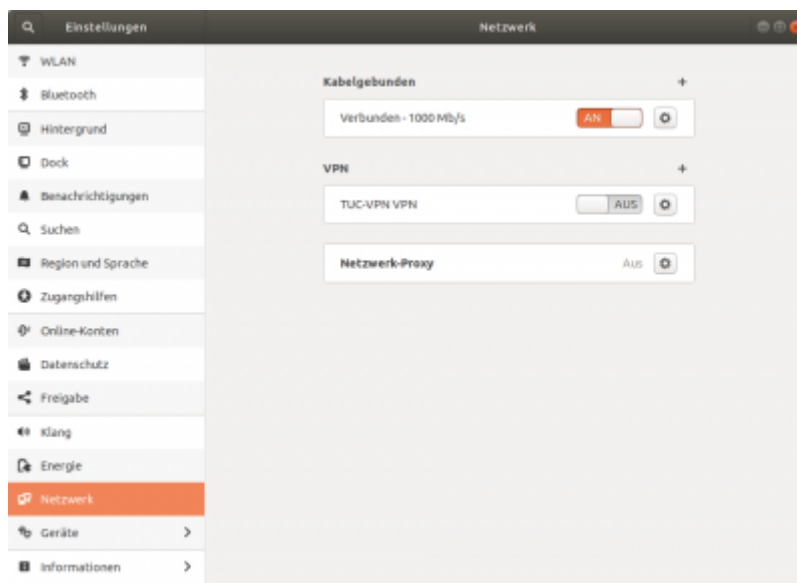 Einstellungen
Netzwerk
WLAN
Bluetooth
Hintergrund
Dock
Benachrichtigungen
Suchen
Region und Sprache
Zugangshilfen
Online-Konten
Datenschutz
Freigabe
Klang
Energie
Netzwerk
Geräte
Informationen
Kabelgebunden
Verbunden - 1000 Mb/s AN
VPN
TUC-VPN VPN AUS
Netzwerk-Proxy Aus